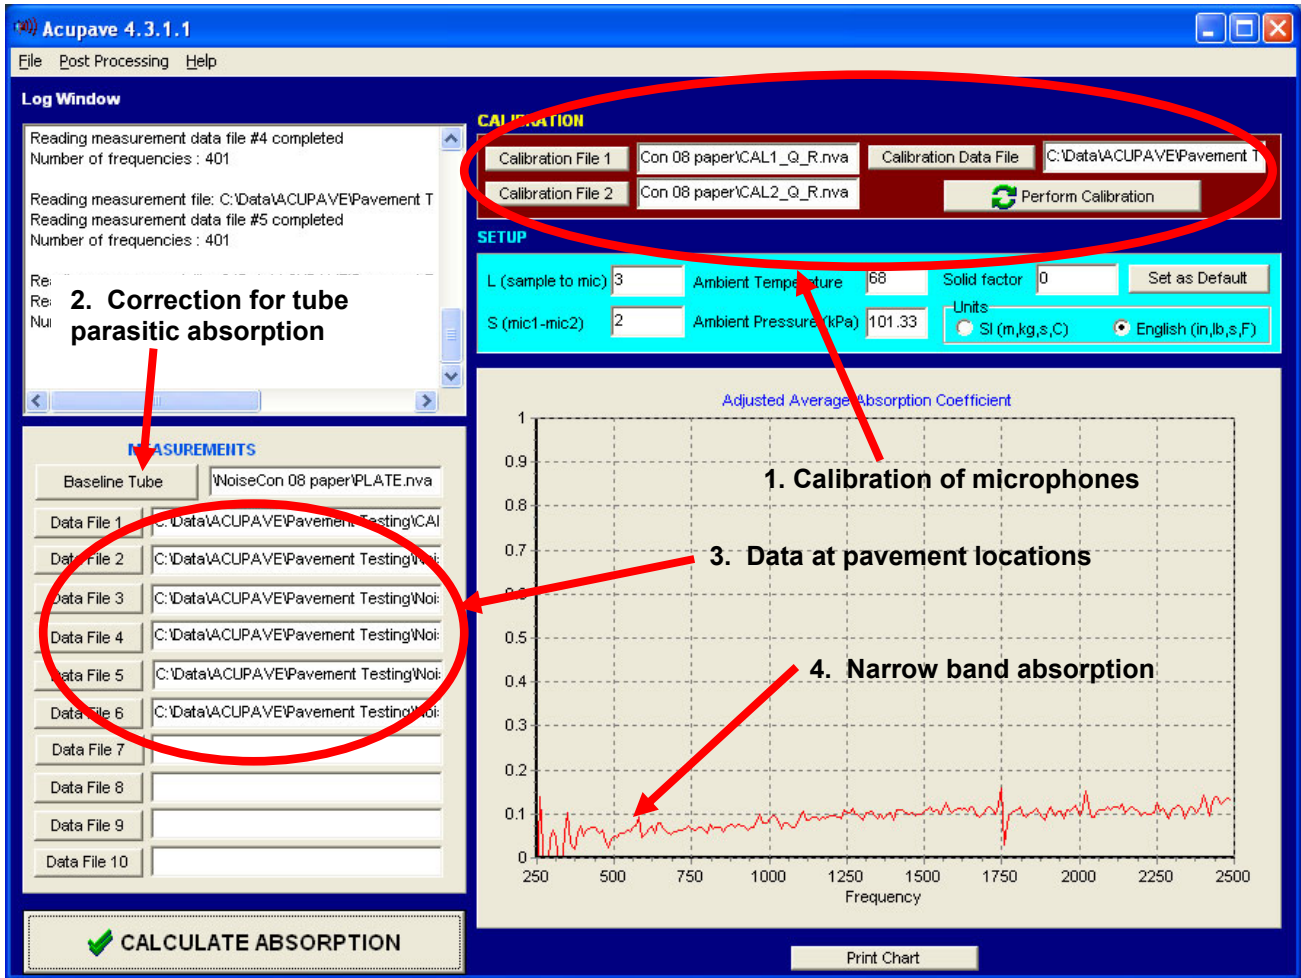 Acupave 4.3.1.1
File Post Processing Help
Log Window
Reading measurement data file #4 completed
Number of frequencies : 401
Reading measurement file: C:\Data\ACUPAVE\Pavement T
Reading measurement data file #5 completed
Number of frequencies : 401
2. Correction for tube
parasitic absorption
CALIBRATION
Calibration File 1 Con 08 paper\CAL1_Q_R.nva Calibration Data File C:\Data\ACUPAVE\Pavement T
Calibration File 2 Con 08 paper\CAL2_Q_R.nva Perform Calibration
SETUP
L (sample to mic) 3 Ambient Temperature 68 Solid factor 0 Set as Default
S (mic1-mic2) 2 Ambient Pressure (kPa) 101.33 Units SI (m,kg,s,C) English (in,lb,s,F)
MEASUREMENTS
Baseline Tube \NoiseCon 08 paper\PLATE.nva
Data File 1 C:\Data\ACUPAVE\Pavement Testing\CAI
Data File 2 C:\Data\ACUPAVE\Pavement Testing\Noi
Data File 3 C:\Data\ACUPAVE\Pavement Testing\Noi
Data File 4 C:\Data\ACUPAVE\Pavement Testing\Noi
Data File 5 C:\Data\ACUPAVE\Pavement Testing\Noi
Data File 6 C:\Data\ACUPAVE\Pavement Testing\Noi
Data File 7
Data File 8
Data File 9
Data File 10
CALCULATE ABSORPTION
Adjusted Average Absorption Coefficient
1
0.9
1. Calibration of microphones
0.8
0.7
3. Data at pavement locations
0.6
0.5
4. Narrow band absorption
0.4
0.3
0.2
0.1
0
250 500 750 1000 1250 1500 1750 2000 2250 2500
Frequency
Print Chart